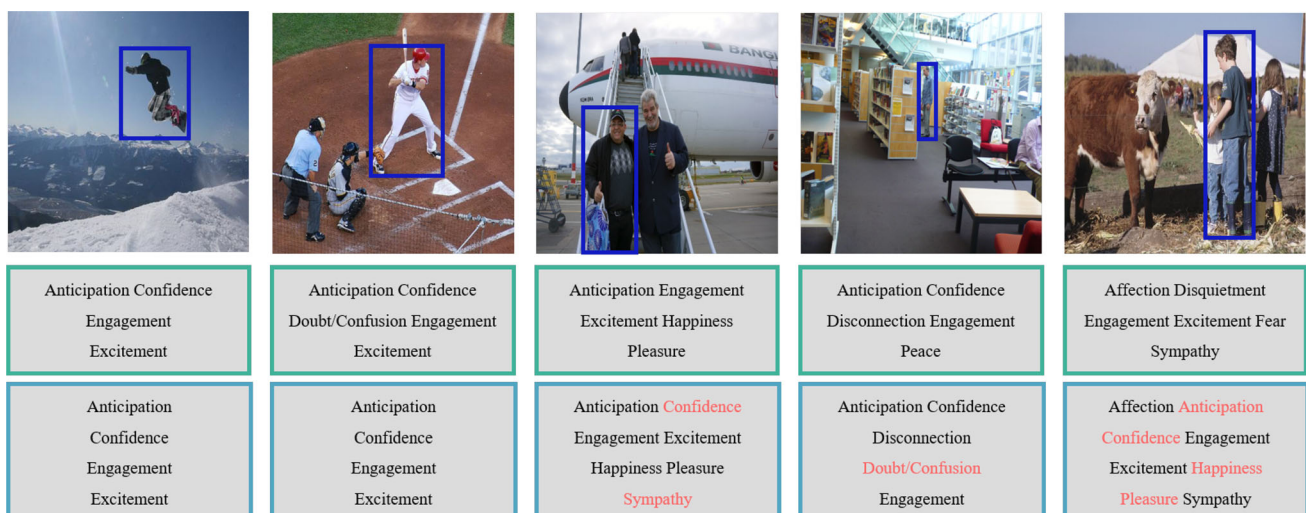 BANGL
Anticipation Confidence
Engagement
Excitement
Anticipation Confidence
Doubt/Confusion Engagement
Excitement
Anticipation Engagement
Excitement Happiness
Pleasure
Anticipation Confidence
Disconnection Engagement
Peace
Affection Disquietment
Engagement Excitement Fear
Sympathy
Anticipation
Confidence
Engagement
Excitement
Anticipation
Confidence
Engagement
Excitement
Anticipation Confidence
Engagement Excitement
Happiness Pleasure
Sympathy
Anticipation Confidence
Disconnection
Doubt/Confusion
Engagement
Affection Anticipation
Confidence Engagement
Excitement Happiness
Pleasure Sympathy